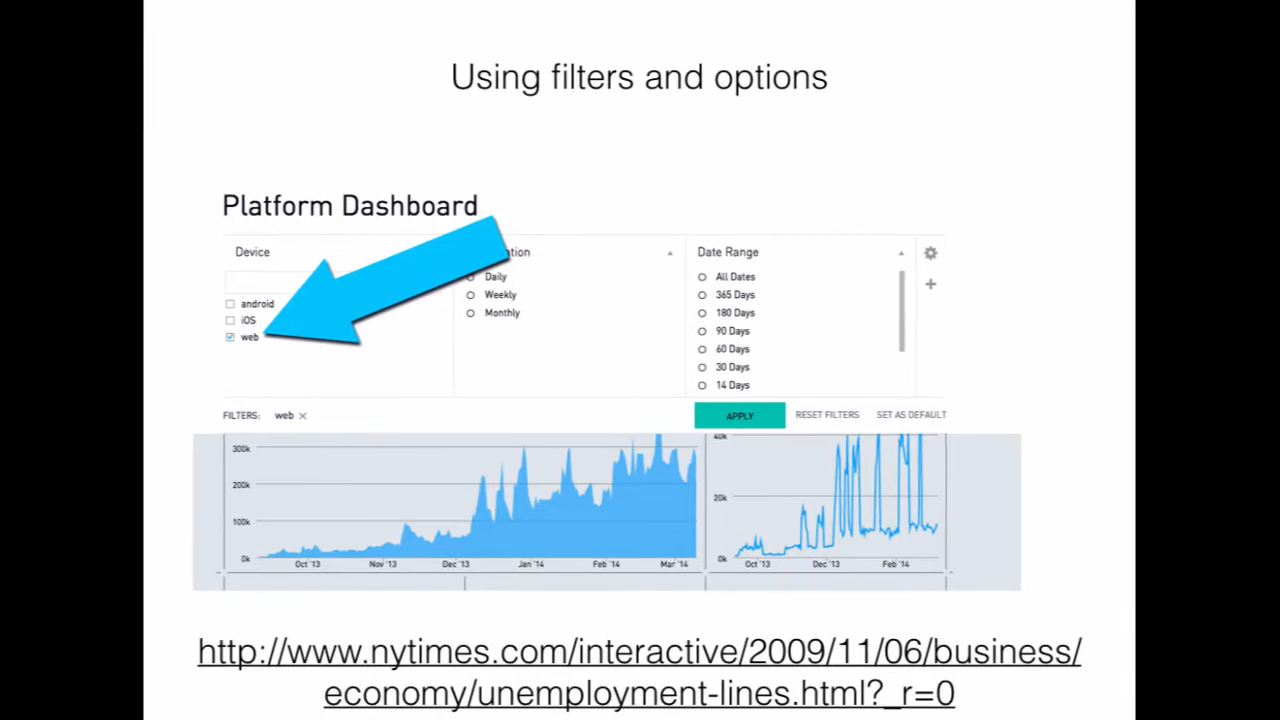 Using filters and options
Platform Dashboard
Device
android
iOS
web
Daily
Weekly
Monthly
Date Range
All Dates
365 Days
180 Days
90 Days
60 Days
30 Days
14 Days
FILTERS: web ×
APPLY
RESET FILTERS
SET AS DEFAULT
300k
200k
100k
0k
Oct '13 Nov '13 Dec '13 Jan '14 Feb '14 Mar '14
40k
20k
0k
Oct '13 Dec '13 Feb '14
http://www.nytimes.com/interactive/2009/11/06/business/
economy/unemployment-lines.html?_r=0